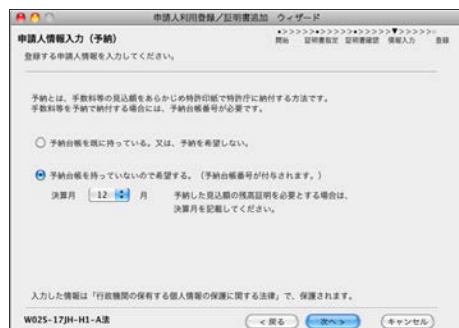 申請人利用登録/証明書追加 ウィザード
申請人情報入力（予納）
•>>>>>•>>>>>•>>>>>▼>>>>>○
開始 証明書指定 証明書確認 情報入力 登録
登録する申請人情報を入力してください。
予納とは、手数料等の見込額をあらかじめ特許印紙で特許庁に納付する方法です。
手数料等を予納で納付する場合には、予納台帳番号が必要です。
予納台帳を既に持っている。又は、予納を希望しない。
予納台帳を持っていないので希望する。（予納台帳番号が付与されます。）
決算月 12 月 予納した見込額の残高証明を必要とする場合は、
決算月を記載してください。
入力した情報は「行政機関の保有する個人情報の保護に関する法律」で、保護されます。
W025-17JH-H1-A法 < 戻る 次へ > キャンセル